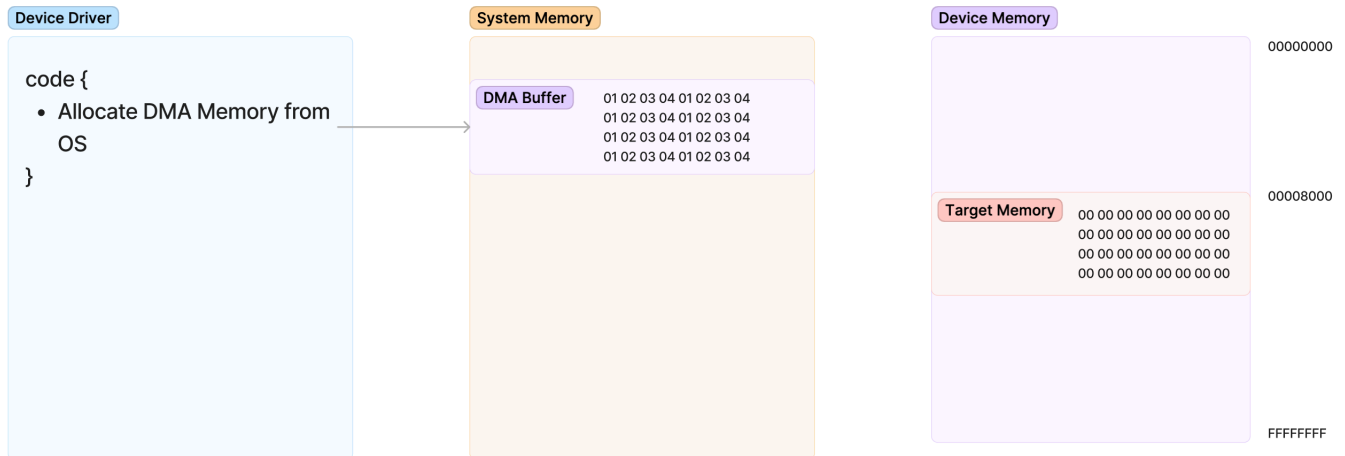 Device Driver
code {
• Allocate DMA Memory from
OS
}
System Memory
DMA Buffer
01 02 03 04 01 02 03 04
01 02 03 04 01 02 03 04
01 02 03 04 01 02 03 04
01 02 03 04 01 02 03 04
Device Memory
00000000
00008000
Target Memory
00 00 00 00 00 00 00 00
00 00 00 00 00 00 00 00
00 00 00 00 00 00 00 00
00 00 00 00 00 00 00 00
FFFFFFFF